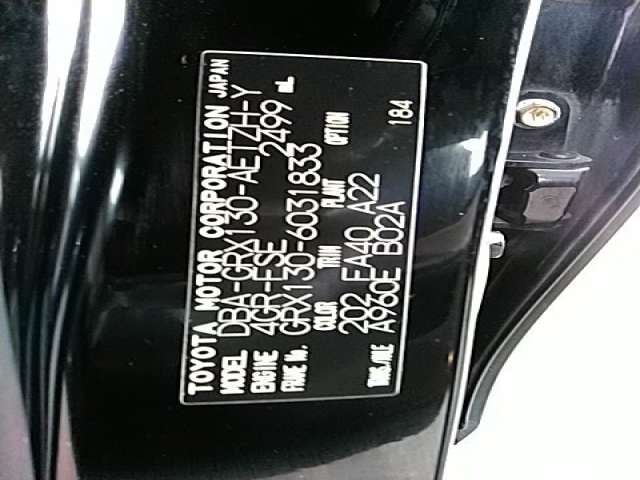 TOYOTA MOTOR CORPORATION JAPAN
MODEL DBA-GRX130-AETZH-Y
ENGINE 4GR-FSE 2499 mL
FRAME No. GRX130-6031833
COLOR TRIM PLANT OPTION
202 FA40 A22
TRANS./AXLE A960E B02A 184